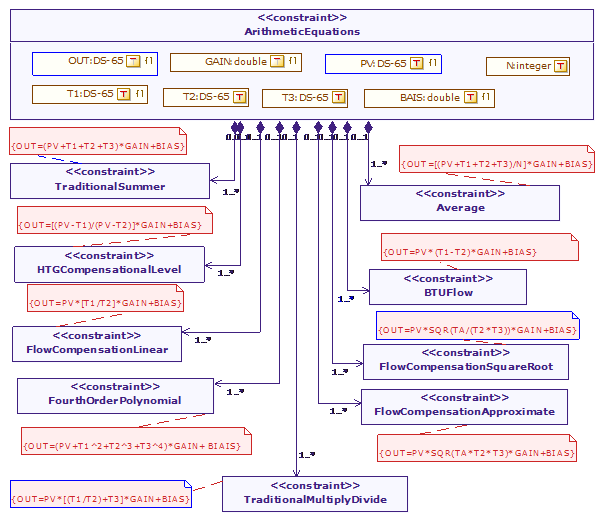 <<constraint>>
ArithmeticEquations
OUT:DS-65 T {}
GAIN:double T {}
PV:DS-65 T {}
N:integer T
T1:DS-65 T {}
T2:DS-65 T
T3:DS-65 T
BAIS:double T
0..1 0..1 0..1 0..1 0..1 0..1 0..1
{OUT=(PV+T1+T2+T3)*GAIN+BIAS}
<<constraint>>
TraditionalSummer
1..*
{OUT=[(PV+T1+T2+T3)/N]*GAIN+BIAS}
1..*
<<constraint>>
Average
{OUT=[(PV-T1)/(PV-T2)]*GAIN+BIAS}
<<constraint>>
HTGCompensationalLevel
1..*
{OUT=PV*(T1-T2)*GAIN+BIAS}
<<constraint>>
BTUFlow
1..*
{OUT=PV*[T1/T2]*GAIN+BIAS}
<<constraint>>
FlowCompensationLinear
1..*
{OUT=PV*SQR(TA/(T2*T3))*GAIN+BIAS}
<<constraint>>
FlowCompensationSquareRoot
1..*
<<constraint>>
FourthOrderPolynomial
1..*
{OUT=(PV+T1^2+T2^3+T3^4)*GAIN+ BIAIS}
<<constraint>>
FlowCompensationApproximate
1..*
{OUT=PV*SQR(TA*T2*T3)*GAIN+BIAS}
1..*
{OUT=PV*[(T1/T2)+T3]*GAIN+BIAS}
<<constraint>>
TraditionalMultiplyDivide